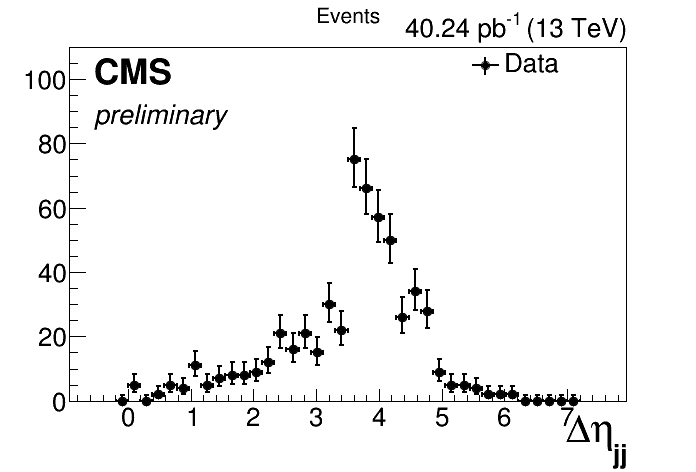 Events
40.24 pb⁻¹ (13 TeV)
CMS
preliminary
Data
100
80
60
40
20
0
0 1 2 3 4 5 6 7
Δη_jj